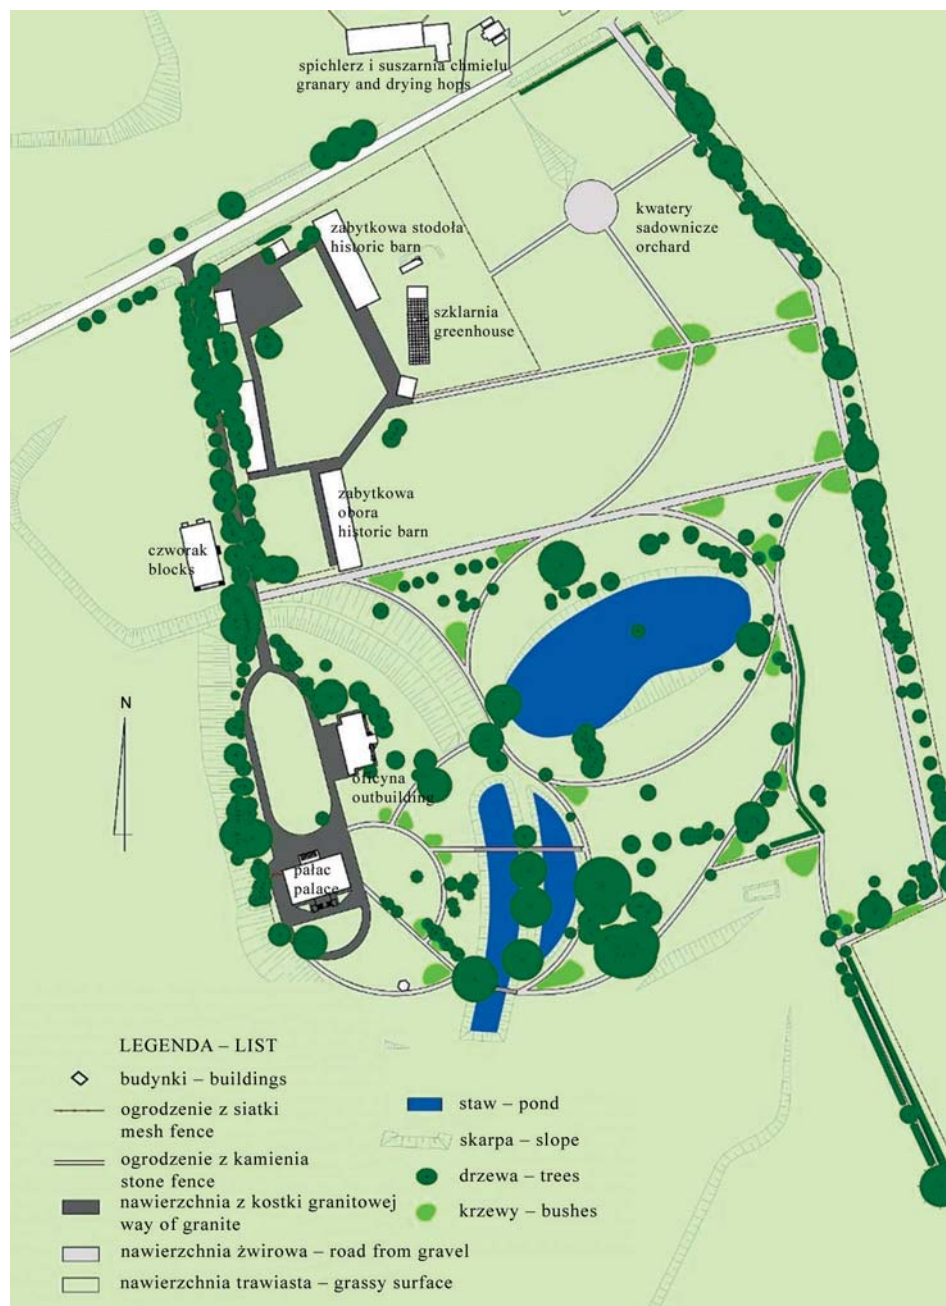 spichlerz i suszarnia chmielu
granary and drying hops
kwatery
sadownicze
orchard
zabytkowa stodoła
historic barn
szklarnia
greenhouse
zabytkowa
obora
historic barn
czworak
blocks
N
oficyna
outbuilding
pałac
palace
LEGENDA – LIST
budynki – buildings
ogrodzenie z siatki
mesh fence
ogrodzenie z kamienia
stone fence
nawierzchnia z kostki granitowej
way of granite
nawierzchnia żwirowa – road from gravel
nawierzchnia trawiasta – grassy surface
staw – pond
skarpa – slope
drzewa – trees
krzewy – bushes